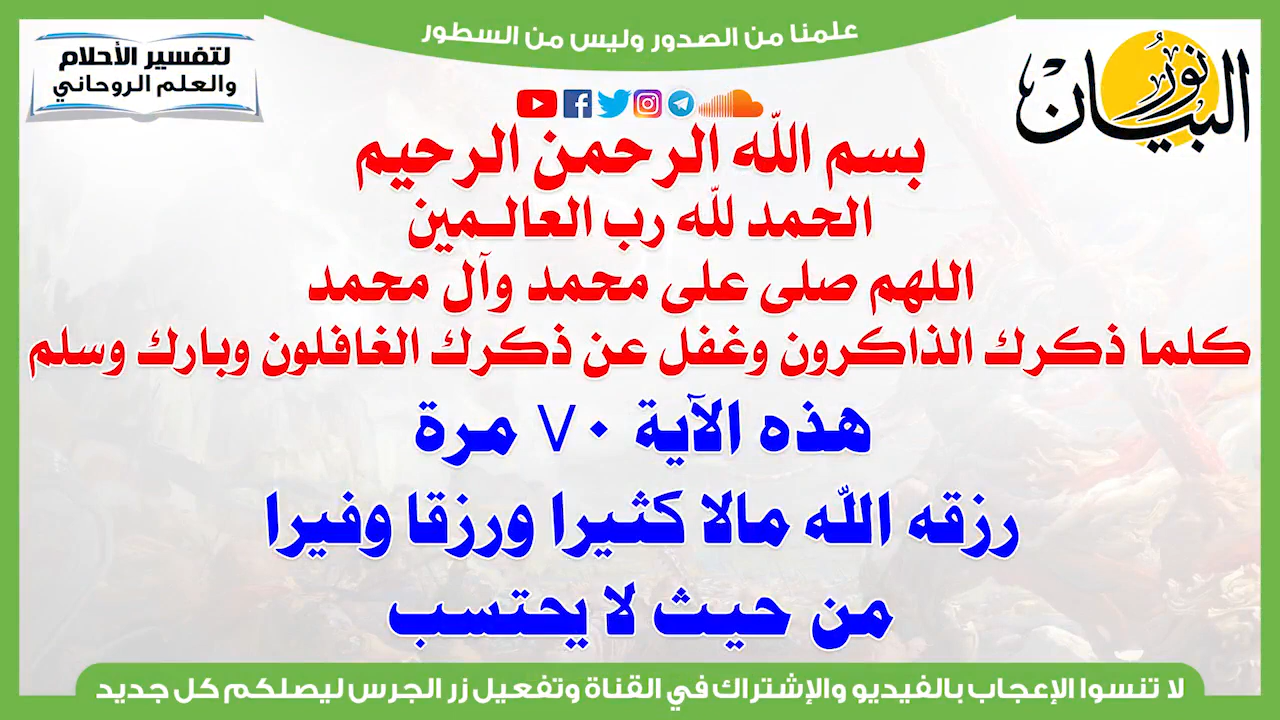 علمنا من الصدور وليس من السطور
لتفسير الأحلام
والعلم الروحاني
نور
البيان
بسم الله الرحمن الرحيم
الحمد لله رب العالـمين
اللهم صلى على محمد وآل محمد
كلما ذكرك الذاكرون وغفل عن ذكرك الغافلون وبارك وسلم
هذه الآية ٧٠ مرة
رزقه الله مالا كثيرا ورزقا وفيرا
من حيث لا يحتسب
لا تنسوا الإعجاب بالفيديو والإشتراك في القناة وتفعيل زر الجرس ليصلكم كل جديد